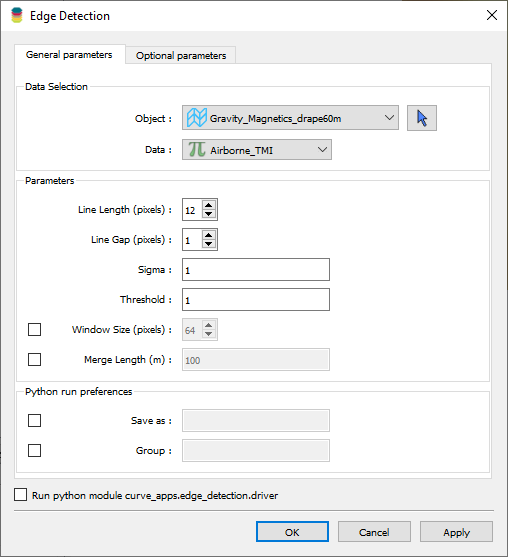 Edge Detection
General parameters
Optional parameters
Data Selection
Object : Gravity_Magnetics_drape60m
Data : Airborne_TMI
Parameters
Line Length (pixels) : 12
Line Gap (pixels) : 1
Sigma : 1
Threshold : 1
Window Size (pixels) : 64
Merge Length (m) : 100
Python run preferences
Save as :
Group :
Run python module curve_apps.edge_detection.driver
OK Cancel Apply